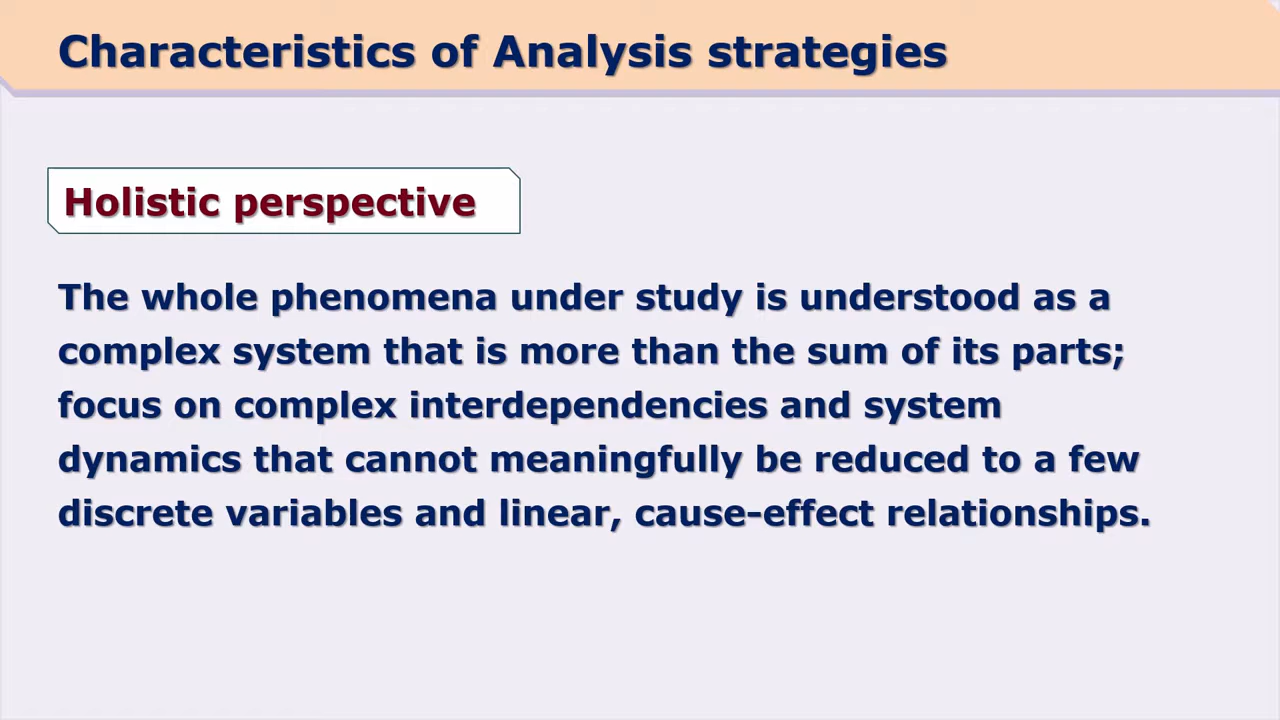 Characteristics of Analysis strategies
Holistic perspective
The whole phenomena under study is understood as a
complex system that is more than the sum of its parts;
focus on complex interdependencies and system
dynamics that cannot meaningfully be reduced to a few
discrete variables and linear, cause-effect relationships.